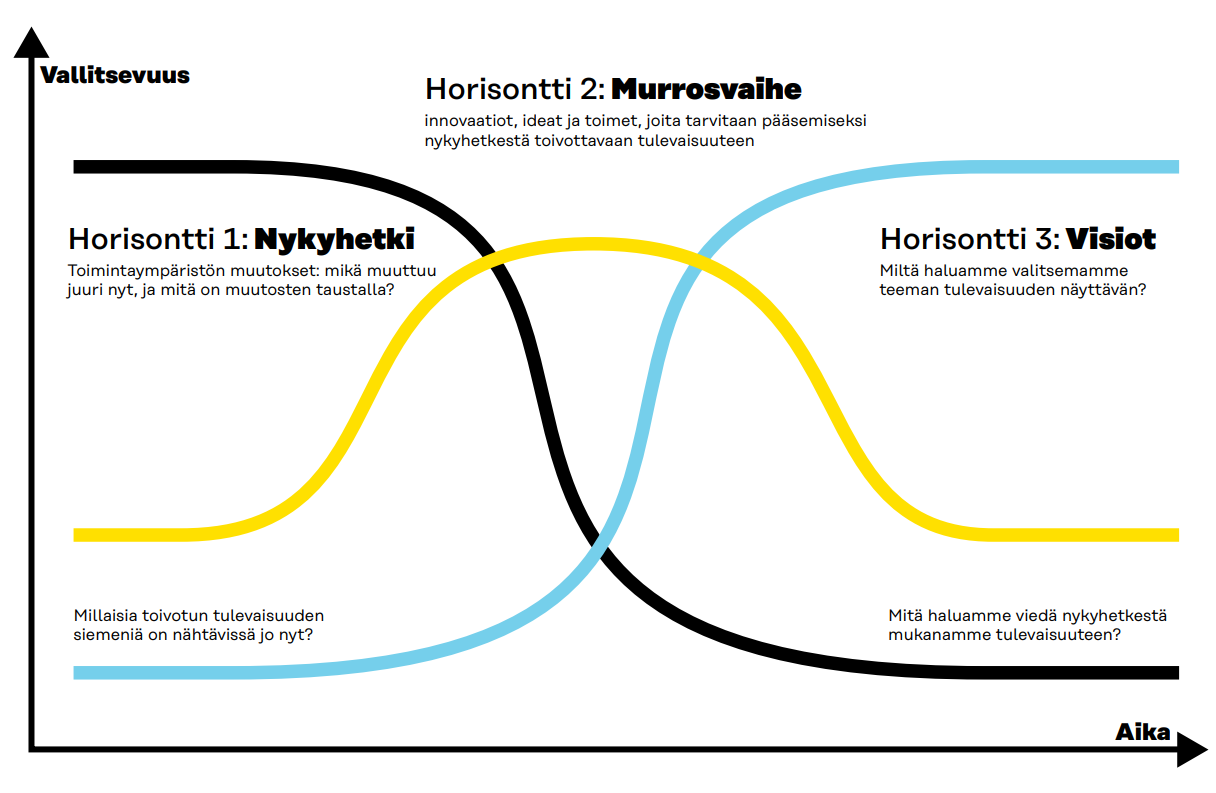 Vallitsevuus
Horisontti 2: Murrosvaihe
innovaatiot, ideat ja toimet, joita tarvitaan pääsemiseksi
nykyhetkestä toivottavaan tulevaisuuteen
Horisontti 1: Nykyhetki
Toimintaympäristön muutokset: mikä muuttuu
juuri nyt, ja mitä on muutosten taustalla?
Horisontti 3: Visiot
Miltä haluamme valitsemamme
teeman tulevaisuuden näyttävän?
Millaisia toivotun tulevaisuuden
siemeniä on nähtävissä jo nyt?
Mitä haluamme viedä nykyhetkestä
mukanamme tulevaisuuteen?
Aika